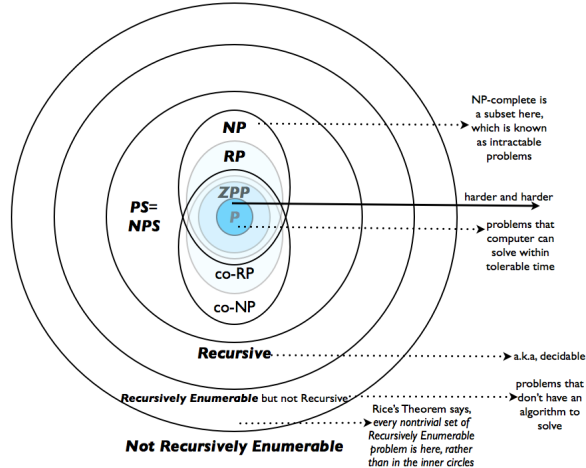 NP
NP-complete is
a subset here,
which is known
as intractable
problems
RP
ZPP
harder and harder
PS=
NPS
P
problems that
computer can
solve within
tolerable time
co-RP
co-NP
Recursive
a.k.a, decidable
Recursively Enumerable but not Recursive
problems that
don't have an
algorithm to
solve
Rice's Theorem says,
every nontrivial set of
Recursively Enumerable
problem is here, rather
than in the inner circles
Not Recursively Enumerable